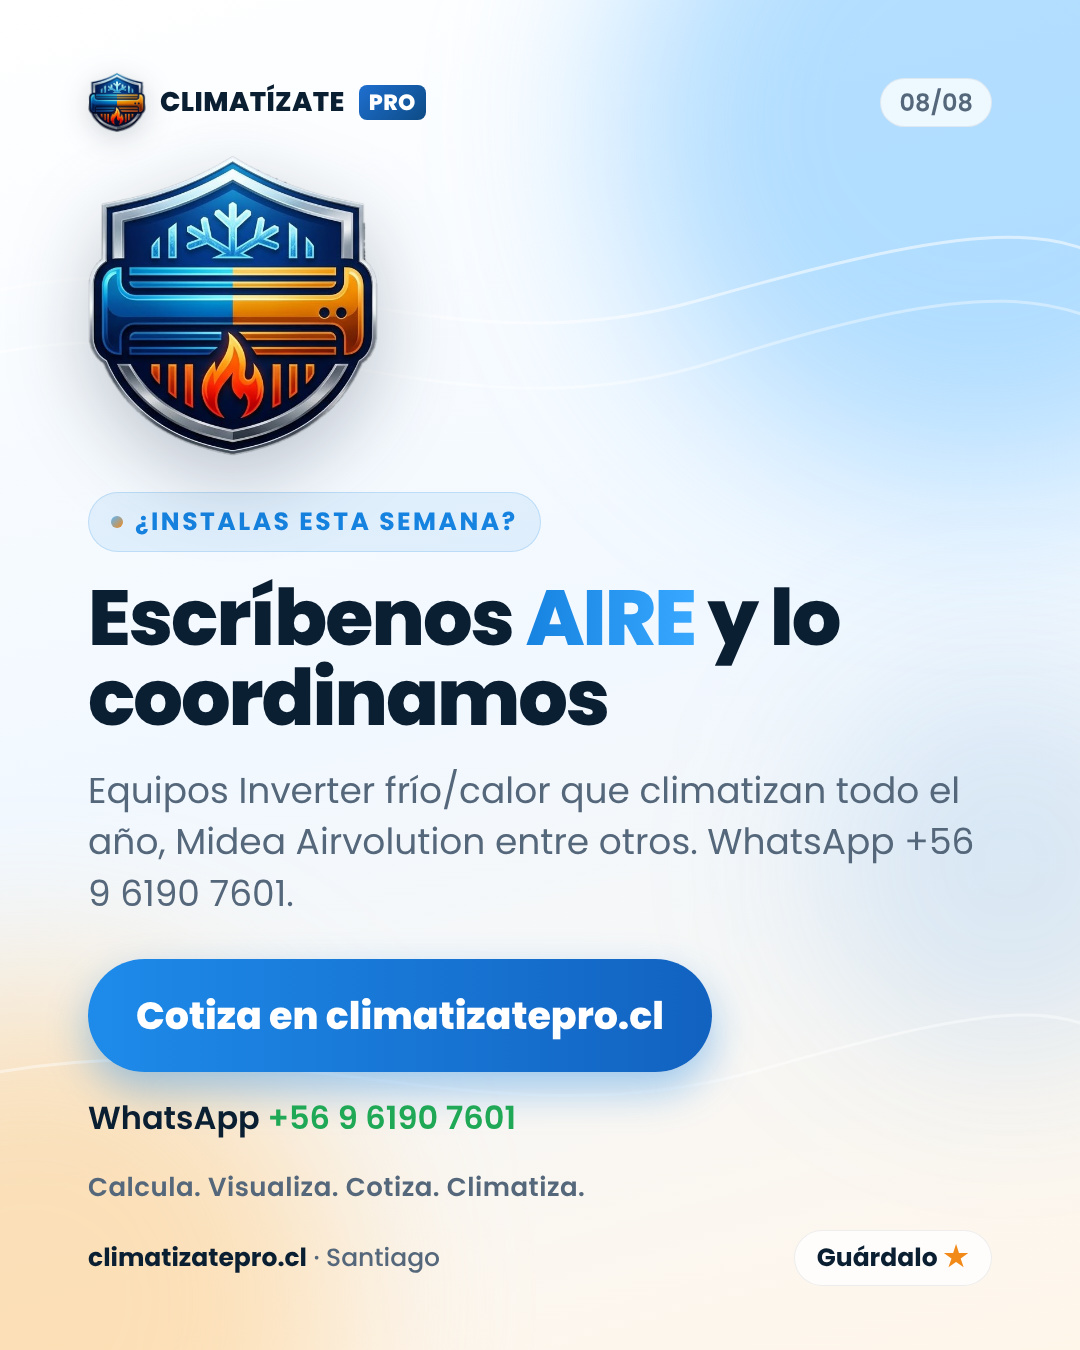 CLIMATÍZATE PRO
08/08
¿INSTALAS ESTA SEMANA?
Escríbenos AIRE y lo
coordinamos
Equipos Inverter frío/calor que climatizan todo el
año, Midea Airvolution entre otros. WhatsApp +56
9 6190 7601.
Cotiza en climatizatepro.cl
WhatsApp +56 9 6190 7601
Calcula. Visualiza. Cotiza. Climatiza.
climatizatepro.cl · Santiago
Guárdalo ★